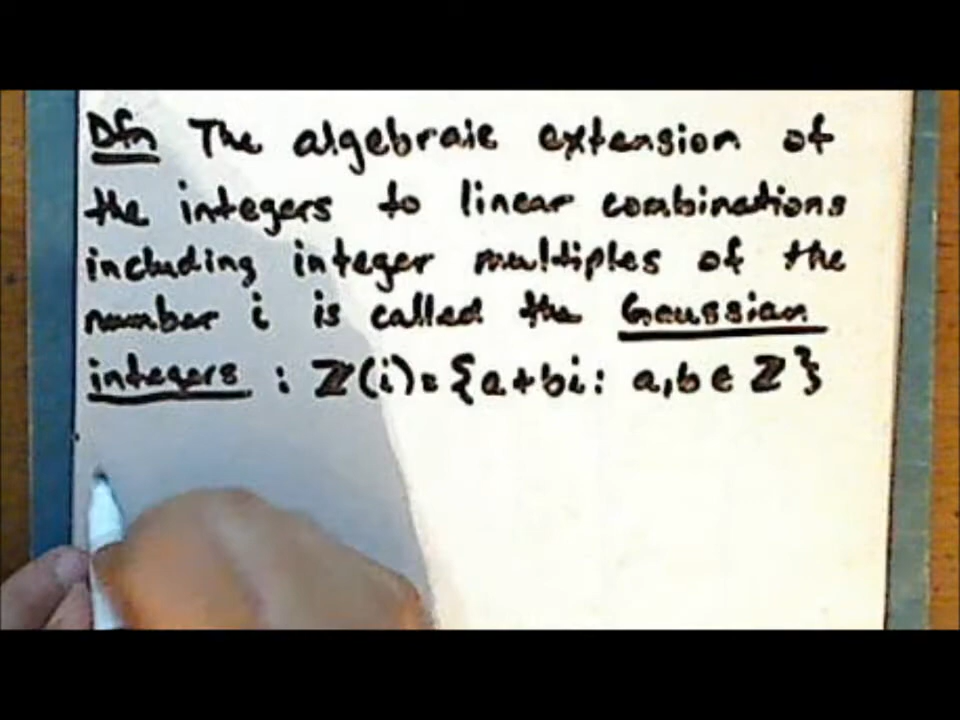 Dfn The algebraic extension of
the integers to linear combinations
including integer multiples of the
number i is called the Gaussian
integers : ℤ(i) = {a+bi : a,b ∈ ℤ}